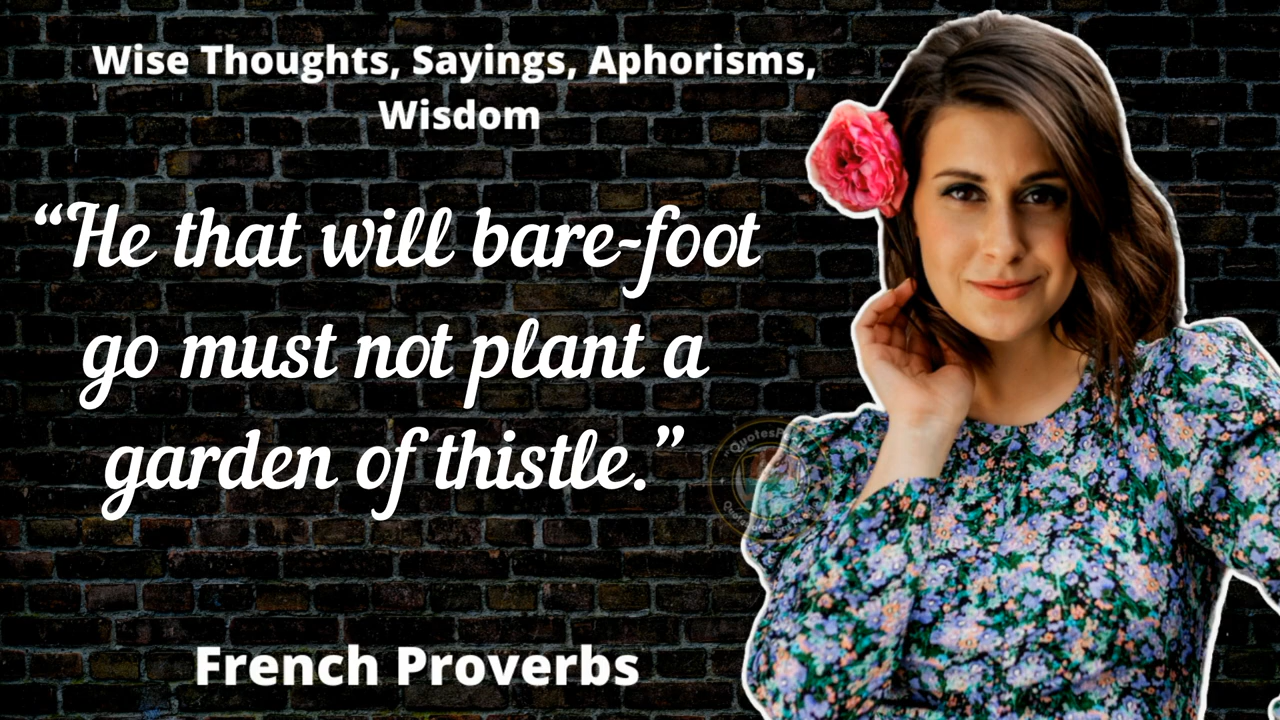 Wise Thoughts, Sayings, Aphorisms,
Wisdom
“He that will bare-foot
go must not plant a
garden of thistle.”
French Proverbs